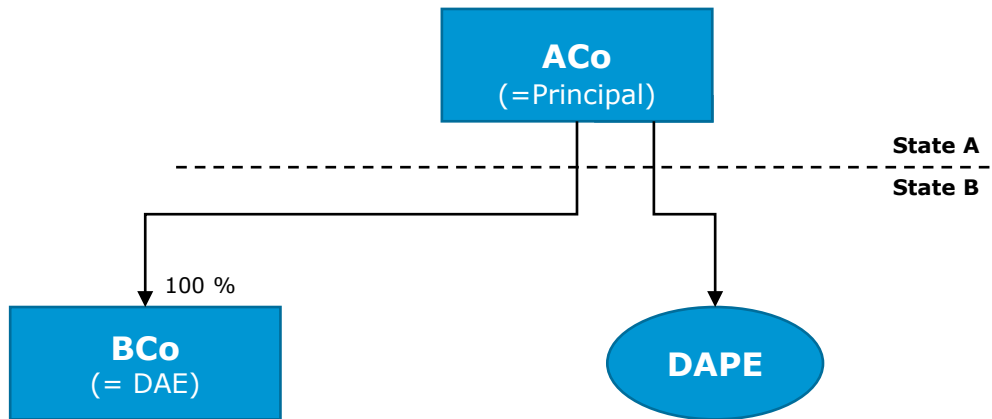 ACo
(=Principal)
State A
State B
100 %
BCo
(= DAE)
DAPE